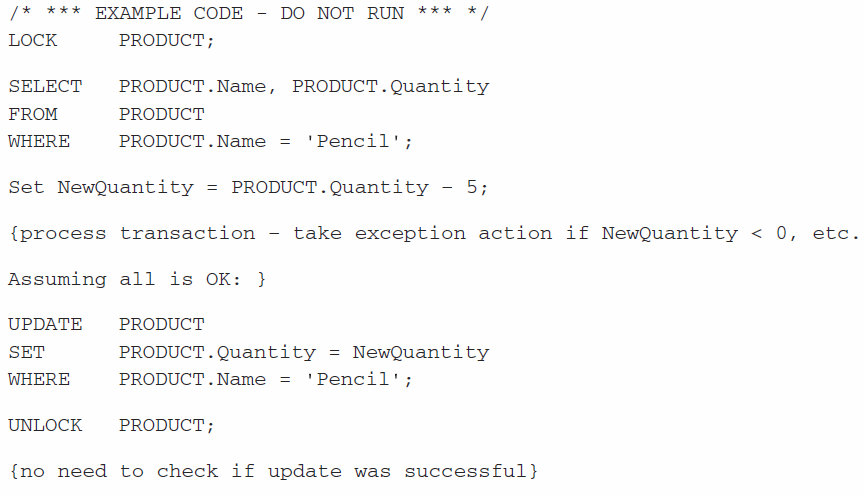 /* *** EXAMPLE CODE – DO NOT RUN *** */
LOCK PRODUCT;
SELECT PRODUCT.Name, PRODUCT.Quantity
FROM PRODUCT
WHERE PRODUCT.Name = 'Pencil';
Set NewQuantity = PRODUCT.Quantity – 5;
{process transaction – take exception action if NewQuantity < 0, etc.
Assuming all is OK: }
UPDATE PRODUCT
SET PRODUCT.Quantity = NewQuantity
WHERE PRODUCT.Name = 'Pencil';
UNLOCK PRODUCT;
{no need to check if update was successful}